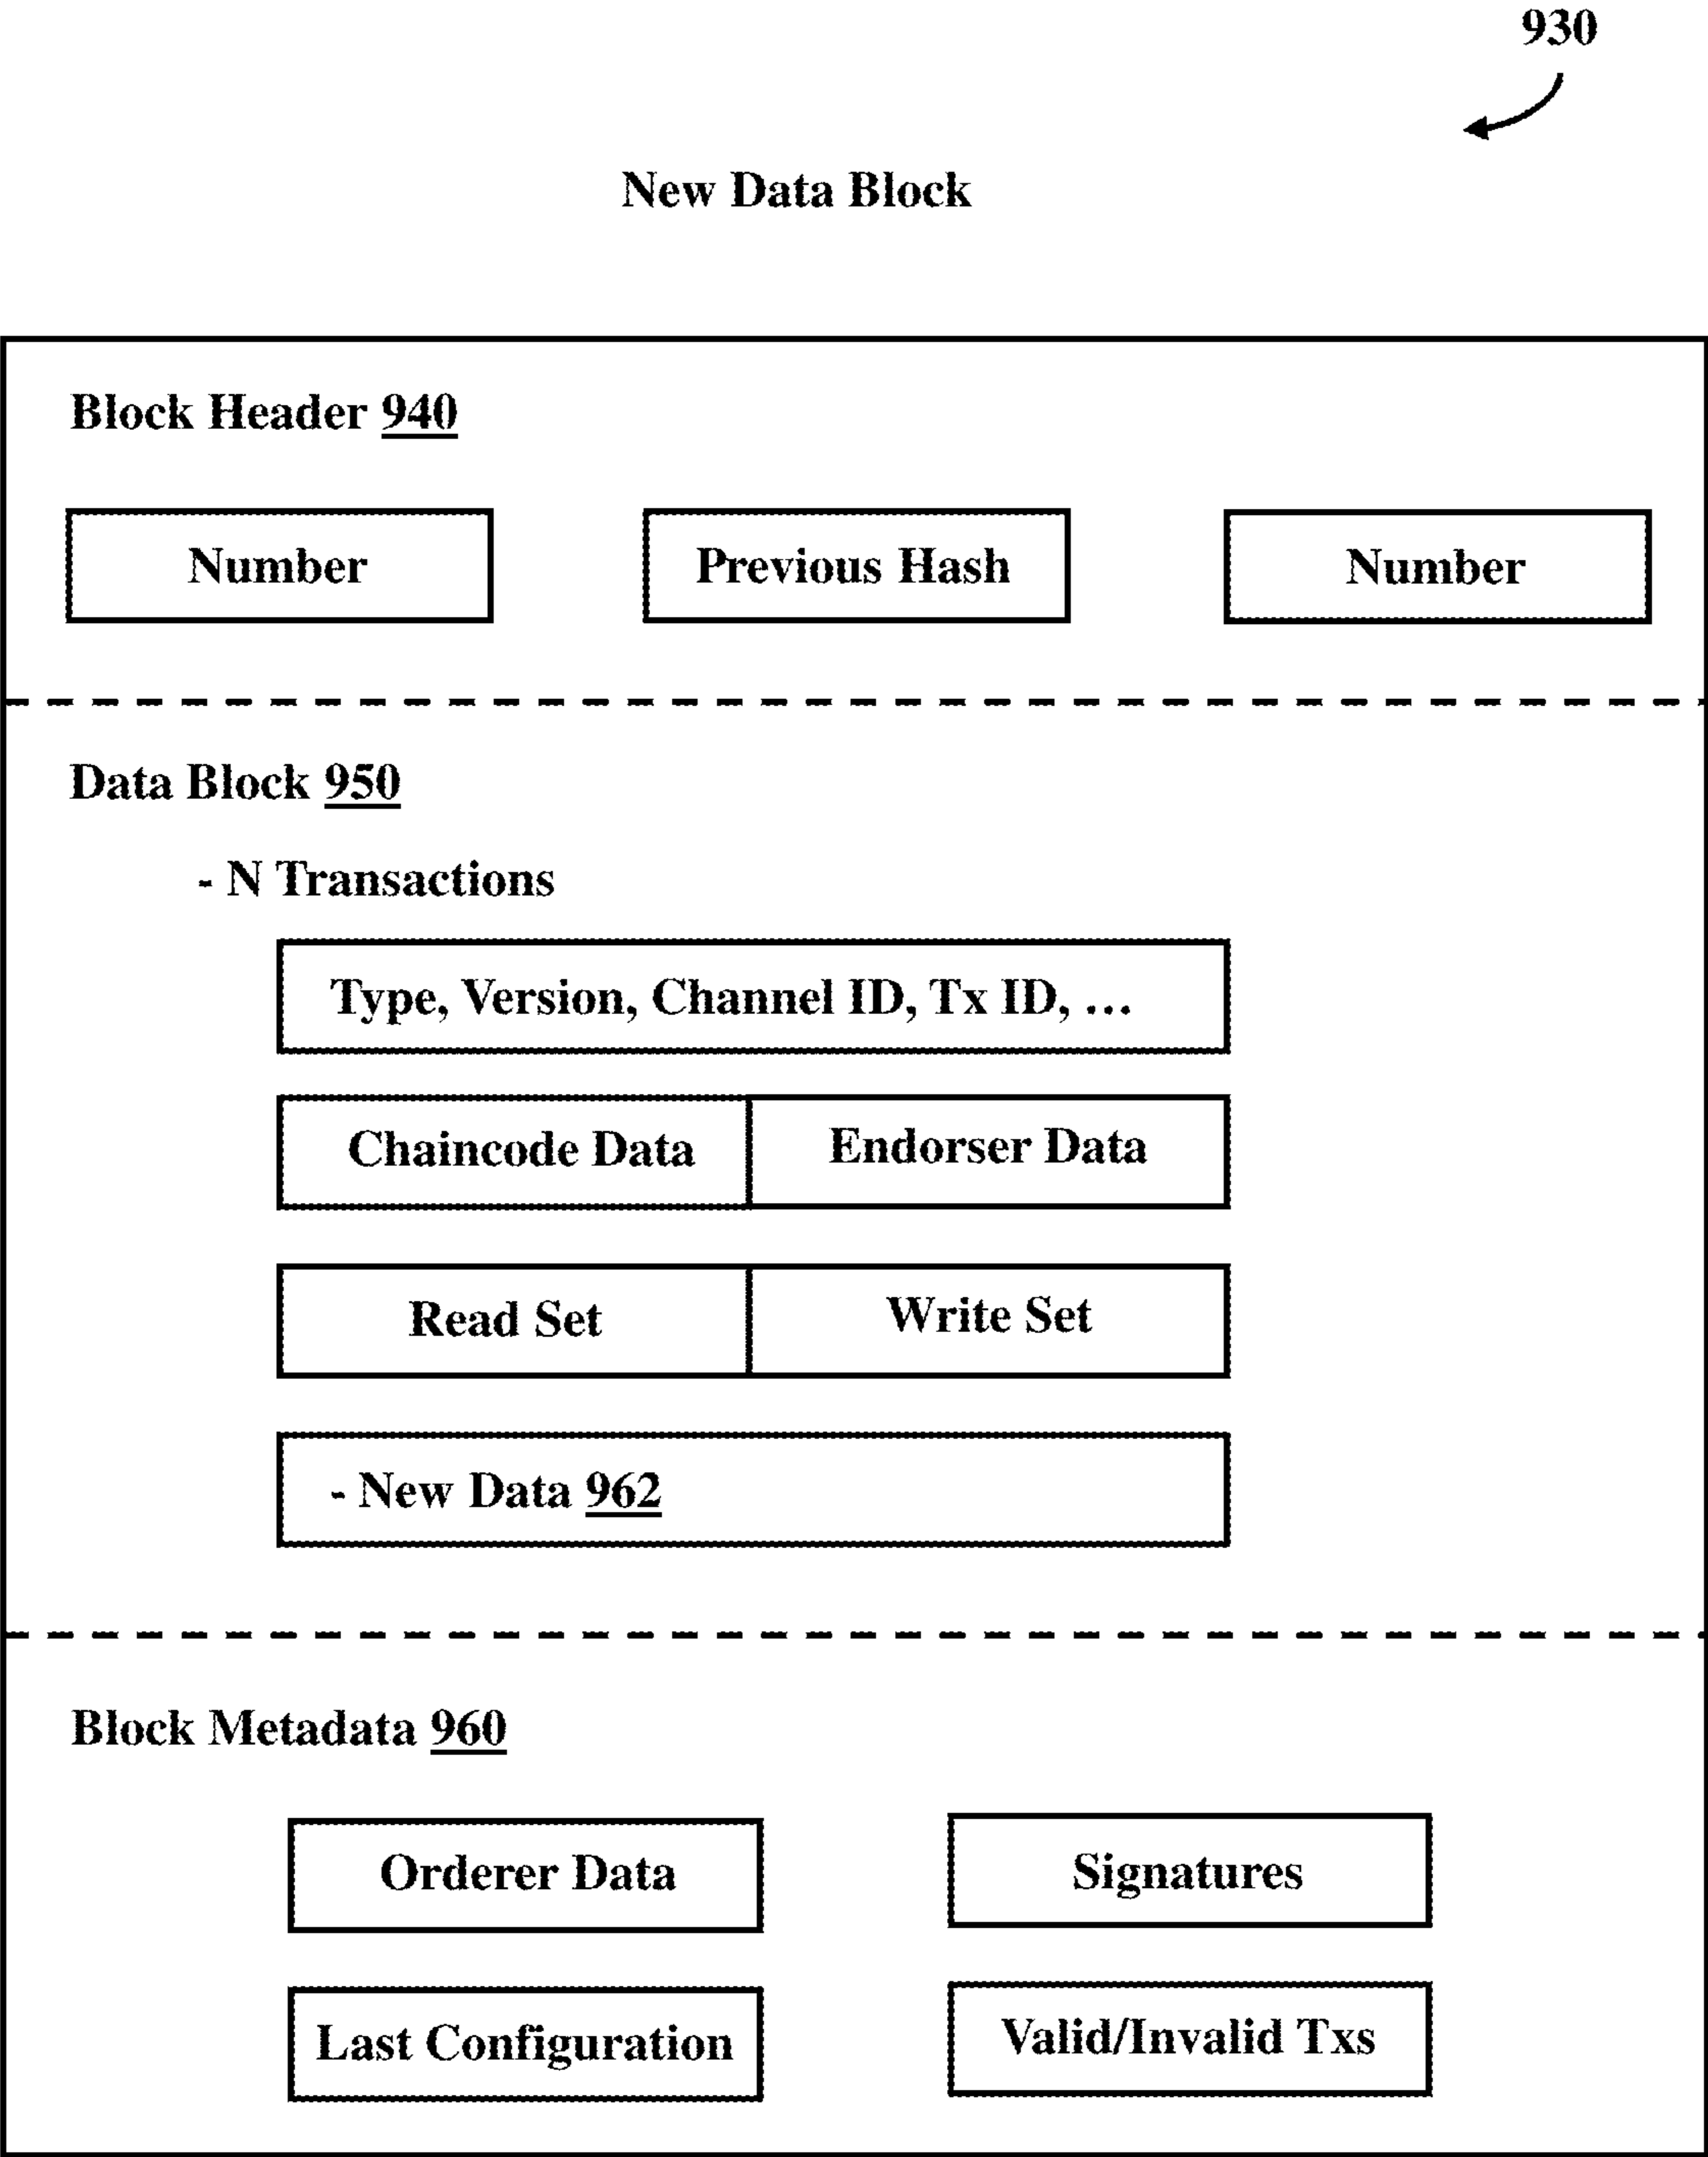 930
New Data Block
Block Header 940
Number
Previous Hash
Number
Data Block 950
- N Transactions
Type, Version, Channel ID, Tx ID, ...
Chaincode Data
Endorser Data
Read Set
Write Set
- New Data 962
Block Metadata 960
Orderer Data
Signatures
Last Configuration
Valid/Invalid Txs